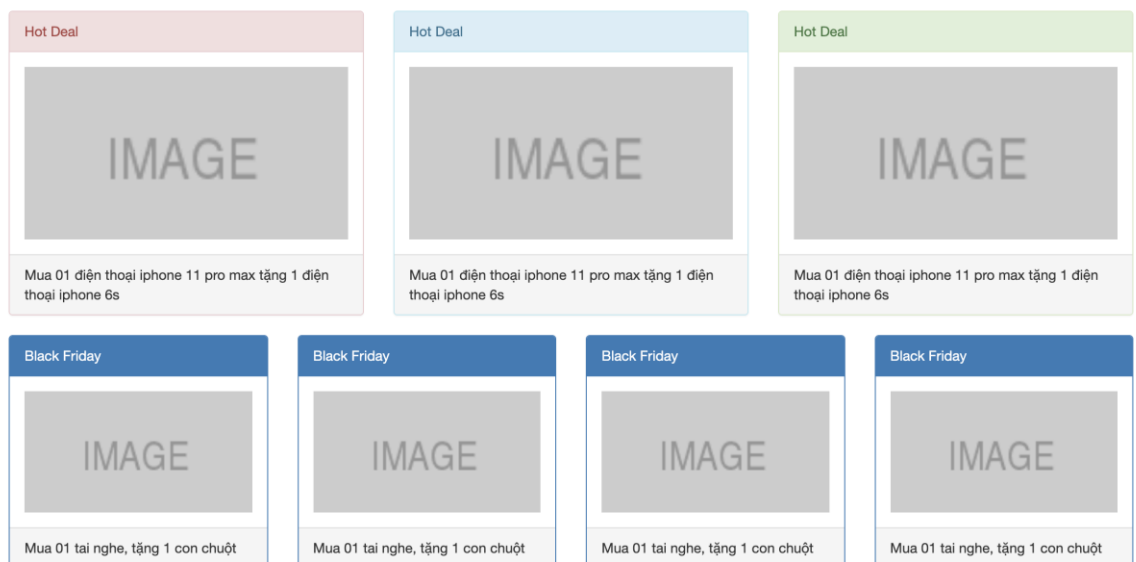 Hot Deal
Hot Deal
Hot Deal
IMAGE
IMAGE
IMAGE
Mua 01 điện thoại iphone 11 pro max tặng 1 điện
thoại iphone 6s
Mua 01 điện thoại iphone 11 pro max tặng 1 điện
thoại iphone 6s
Mua 01 điện thoại iphone 11 pro max tặng 1 điện
thoại iphone 6s
Black Friday
Black Friday
Black Friday
Black Friday
IMAGE
IMAGE
IMAGE
IMAGE
Mua 01 tai nghe, tặng 1 con chuột
Mua 01 tai nghe, tặng 1 con chuột
Mua 01 tai nghe, tặng 1 con chuột
Mua 01 tai nghe, tặng 1 con chuột